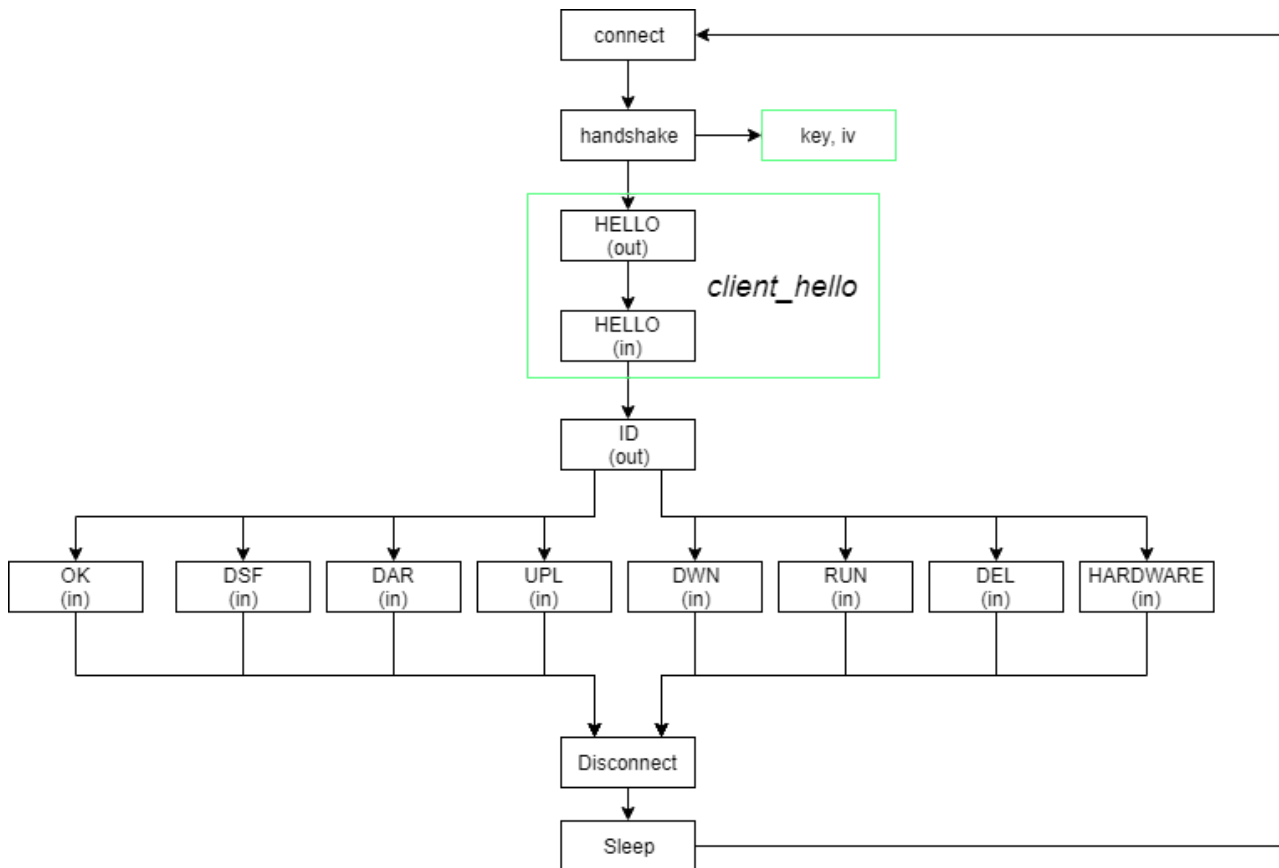 connect
handshake
key, iv
HELLO
(out)
client_hello
HELLO
(in)
ID
(out)
OK
(in)
DSF
(in)
DAR
(in)
UPL
(in)
DWN
(in)
RUN
(in)
DEL
(in)
HARDWARE
(in)
Disconnect
Sleep